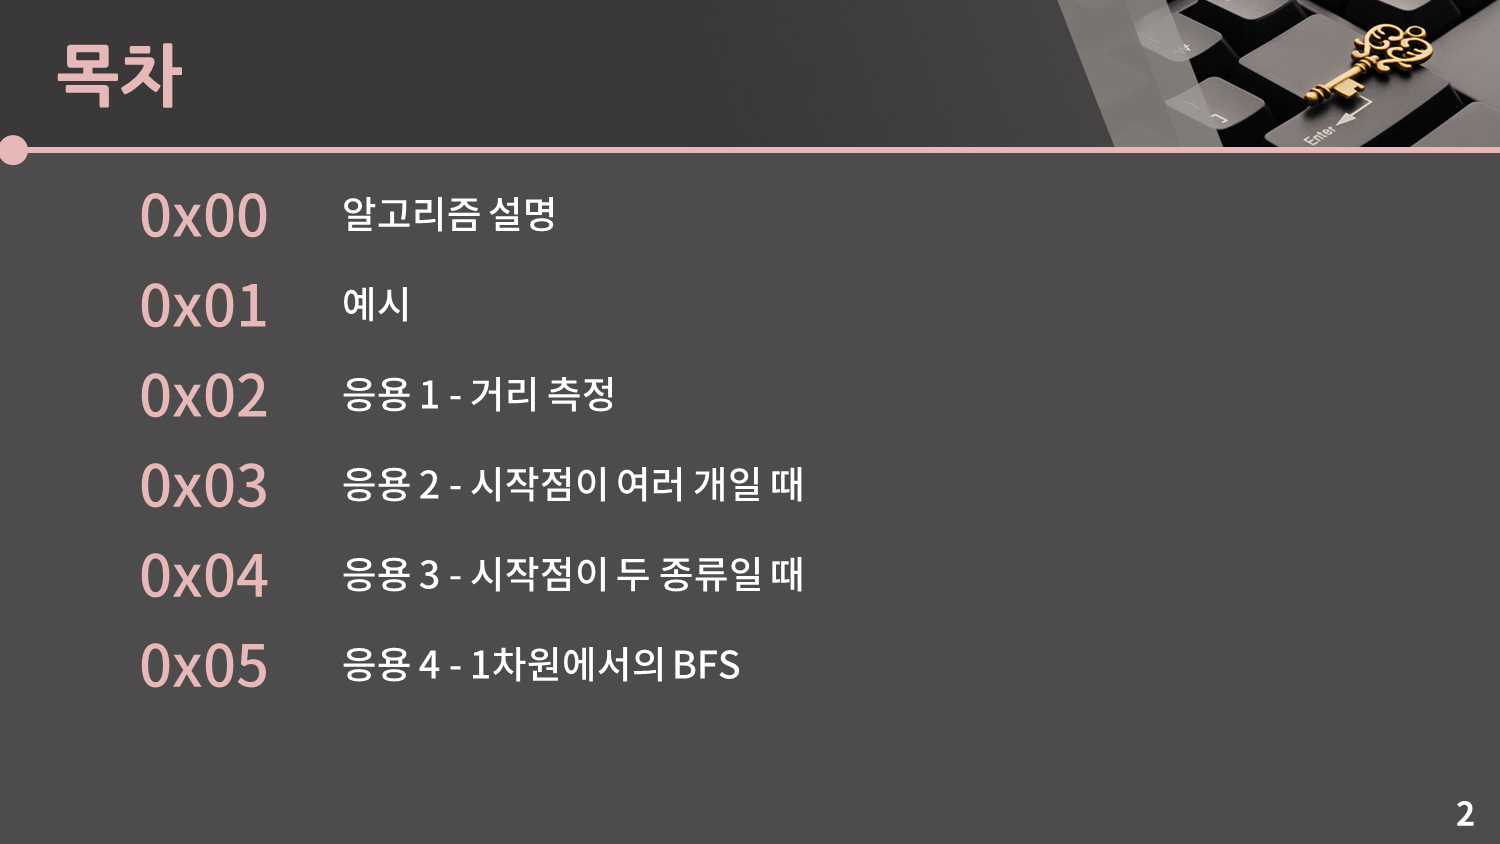 목차
Enter
0x00 알고리즘 설명
0x01 예시
0x02 응용 1 - 거리 측정
0x03 응용 2 - 시작점이 여러 개일 때
0x04 응용 3 - 시작점이 두 종류일 때
0x05 응용 4 - 1차원에서의 BFS
2